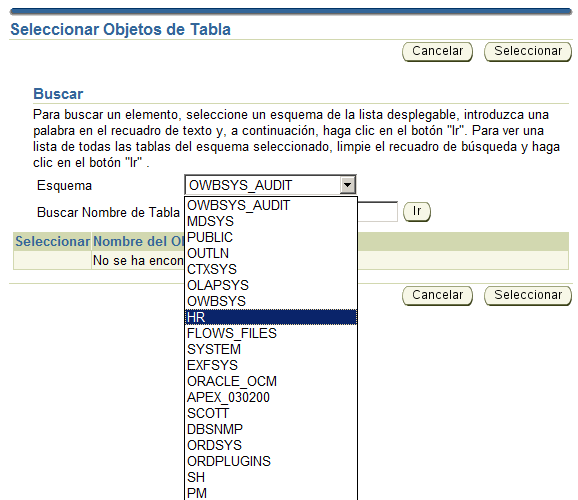 Seleccionar Objetos de Tabla
Cancelar Seleccionar
Buscar
Para buscar un elemento, seleccione un esquema de la lista desplegable, introduzca una
palabra en el recuadro de texto y, a continuación, haga clic en el botón "Ir". Para ver una
lista de todas las tablas del esquema seleccionado, limpie el recuadro de búsqueda y haga
clic en el botón "Ir" .
Esquema OWBSYS_AUDIT
Buscar Nombre de Tabla Ir
Seleccionar Nombre del Ob
No se ha encon
Cancelar Seleccionar
OWBSYS_AUDIT
MDSYS
PUBLIC
OUTLN
CTXSYS
OLAPSYS
OWBSYS
HR
FLOWS_FILES
SYSTEM
EXFSYS
ORACLE_OCM
APEX_030200
SCOTT
DBSNMP
ORDSYS
ORDPLUGINS
SH
PM